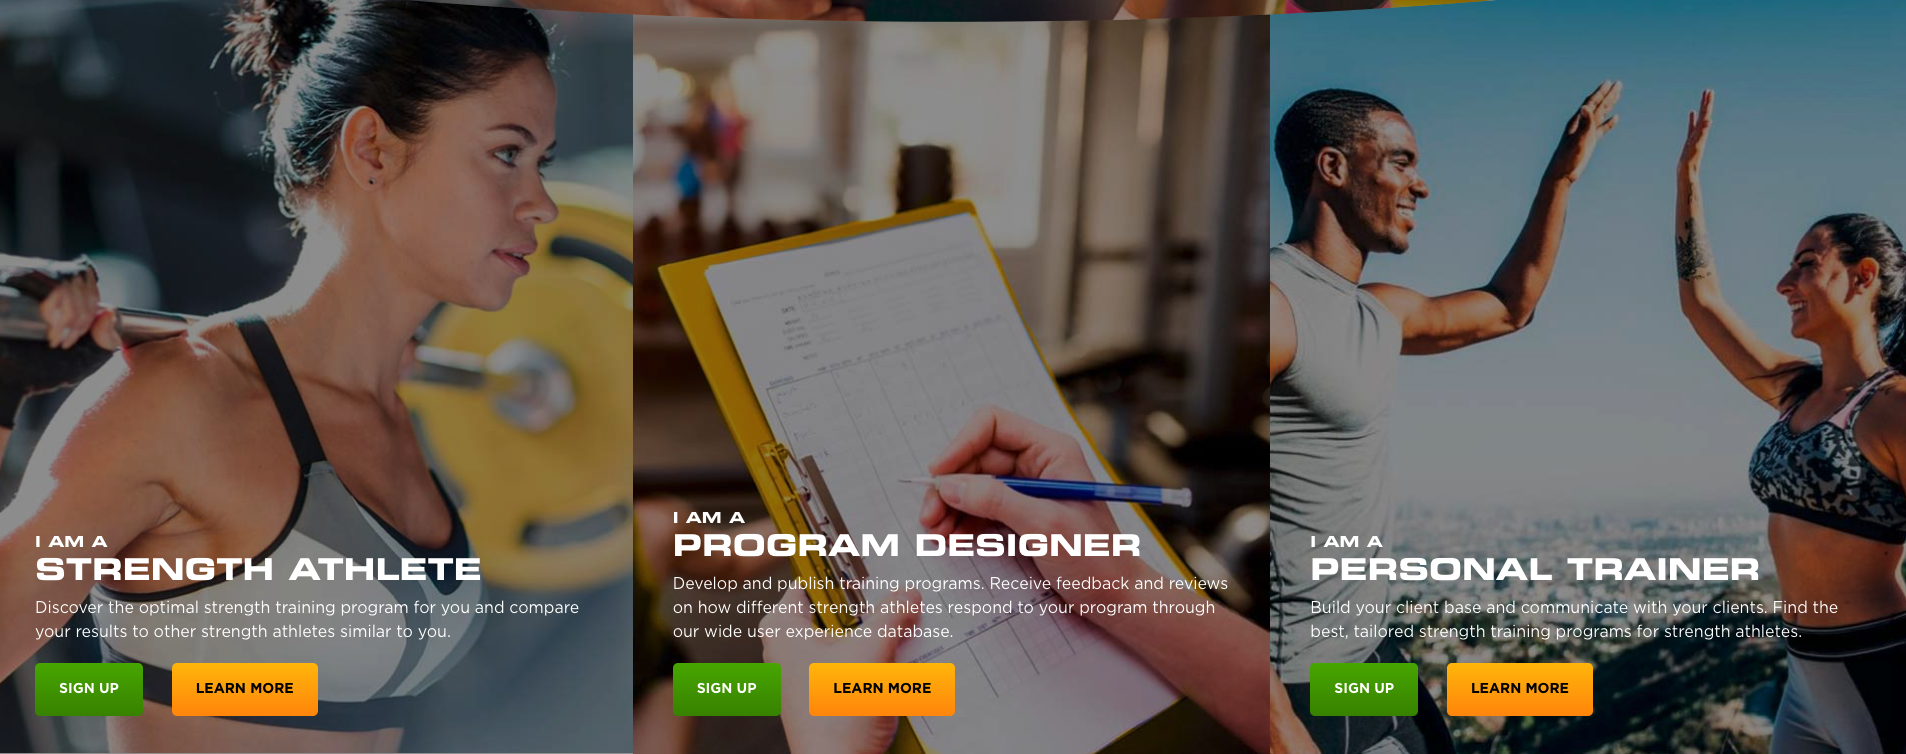 I AM A
STRENGTH ATHLETE
Discover the optimal strength training program for you and compare
your results to other strength athletes similar to you.
SIGN UP
LEARN MORE
I AM A
PROGRAM DESIGNER
Develop and publish training programs. Receive feedback and reviews
on how different strength athletes respond to your program through
our wide user experience database.
SIGN UP
LEARN MORE
I AM A
PERSONAL TRAINER
Build your client base and communicate with your clients. Find the
best, tailored strength training programs for strength athletes.
SIGN UP
LEARN MORE